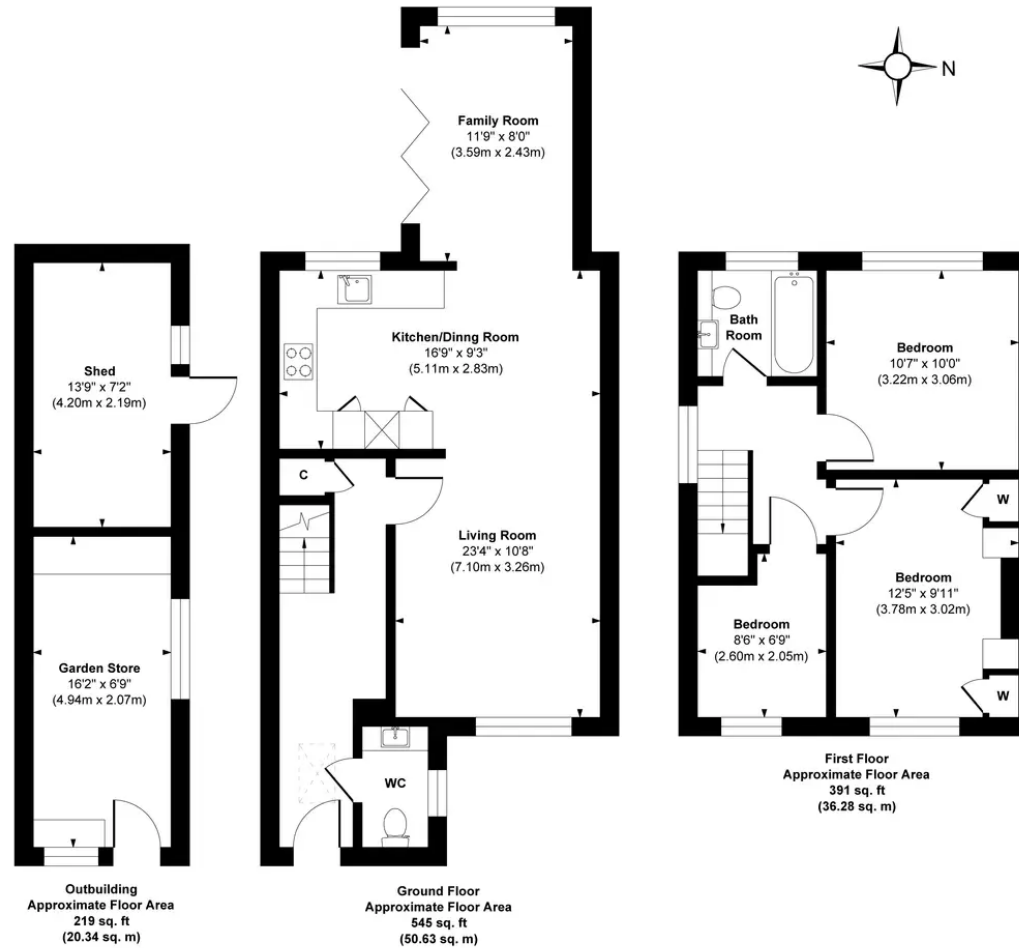 N
Family Room
11'9" x 8'0"
(3.59m x 2.43m)
Shed
13'9" x 7'2"
(4.20m x 2.19m)
Kitchen/Dinng Room
16'9" x 9'3"
(5.11m x 2.83m)
Bath
Room
Bedroom
10'7" x 10'0"
(3.22m x 3.06m)
C
W
Living Room
23'4" x 10'8"
(7.10m x 3.26m)
Bedroom
12'5" x 9'11"
(3.78m x 3.02m)
Bedroom
8'6" x 6'9"
(2.60m x 2.05m)
Garden Store
16'2" x 6'9"
(4.94m x 2.07m)
W
WC
First Floor
Approximate Floor Area
391 sq. ft
(36.28 sq. m)
Outbuilding
Approximate Floor Area
219 sq. ft
(20.34 sq. m)
Ground Floor
Approximate Floor Area
545 sq. ft
(50.63 sq. m)